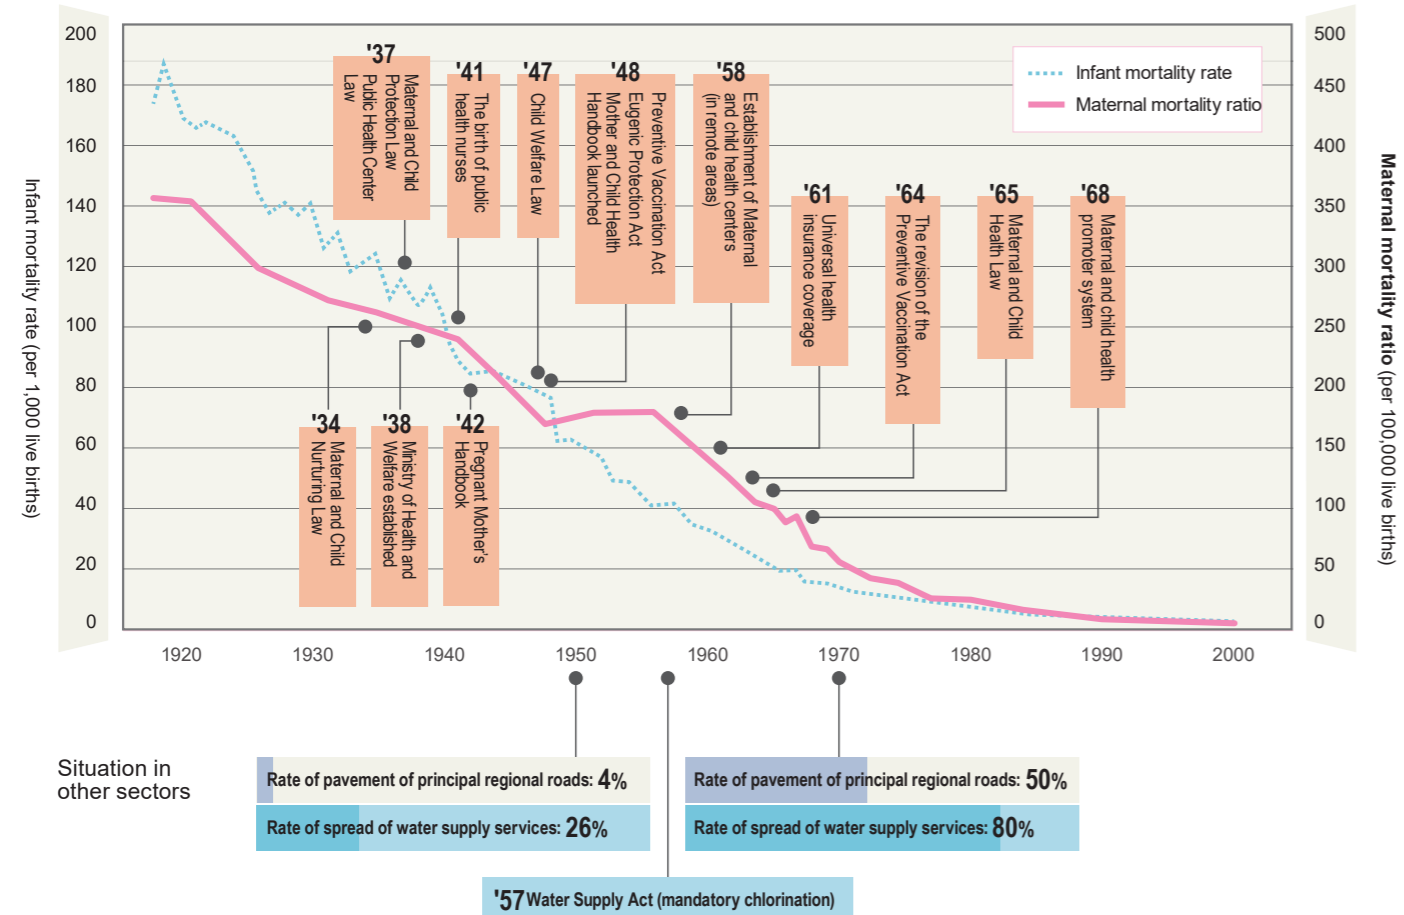 200
180
160
140
120
100
80
60
40
20
0
Infant mortality rate (per 1,000 live births)
500
450
400
350
300
250
200
150
100
50
0
Maternal mortality ratio (per 100,000 live births)
Infant mortality rate
Maternal mortality ratio
'37
Maternal and Child
Protection Law
Public Health Center
Law
'41
The birth of public
health nurses
'47
Child Welfare Law
'48
Preventive Vaccination Act
Eugenic Protection Act
Mother and Child Health
Handbook launched
'58
Establishment of Maternal
and child health centers
(in remote areas)
'61
Universal health
insurance coverage
'64
The revision of the
Preventive Vaccination Act
'65
Maternal and Child
Health Law
'68
Maternal and child health
promoter system
'34
Maternal and Child
Nurturing Law
'38
Ministry of Health and
Welfare established
'42
Pregnant Mother's
Handbook
1920
1930
1940
1950
1960
1970
1980
1990
2000
Situation in
other sectors
Rate of pavement of principal regional roads: 4%
Rate of spread of water supply services: 26%
Rate of pavement of principal regional roads: 50%
Rate of spread of water supply services: 80%
'57 Water Supply Act (mandatory chlorination)